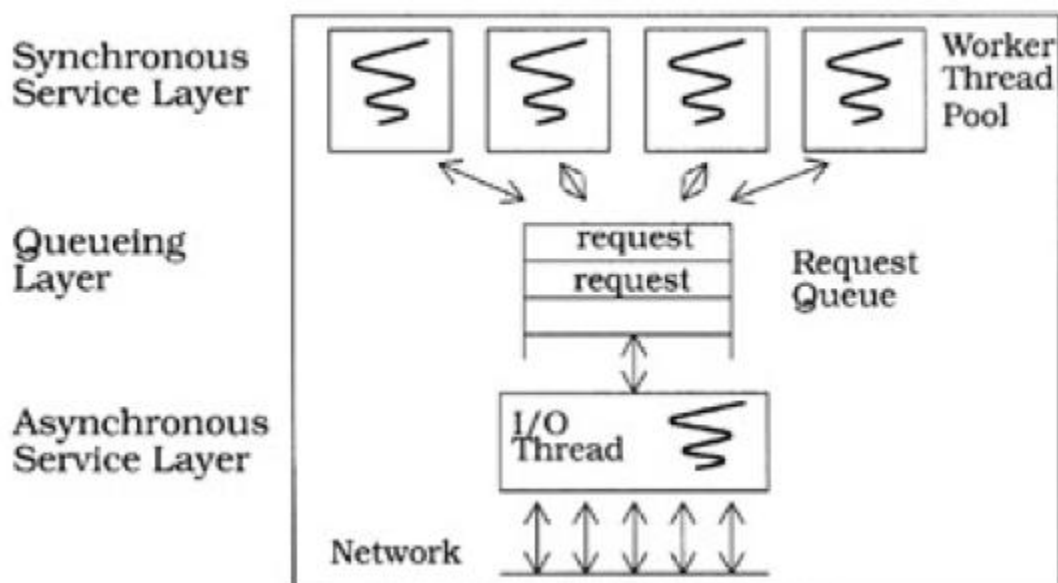 Synchronous
Service Layer
Worker
Thread
Pool
Queueing
Layer
request
request
Request
Queue
Asynchronous
Service Layer
I/O
Thread
Network